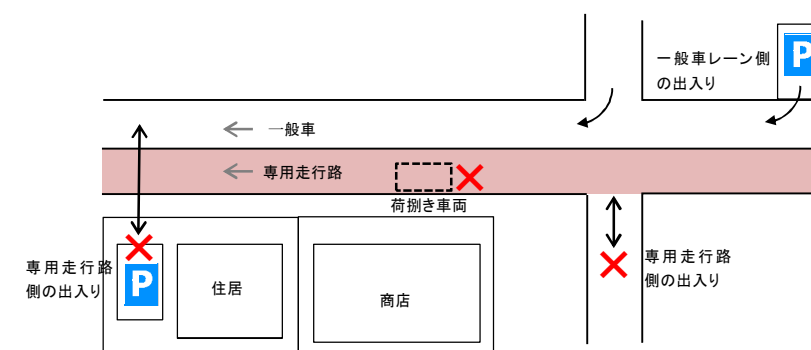 一般車レーン側
の出入り
P
一般車
専用走行路
荷捌き車両
専用走行路
側の出入り
P
住居
商店
専用走行路
側の出入り